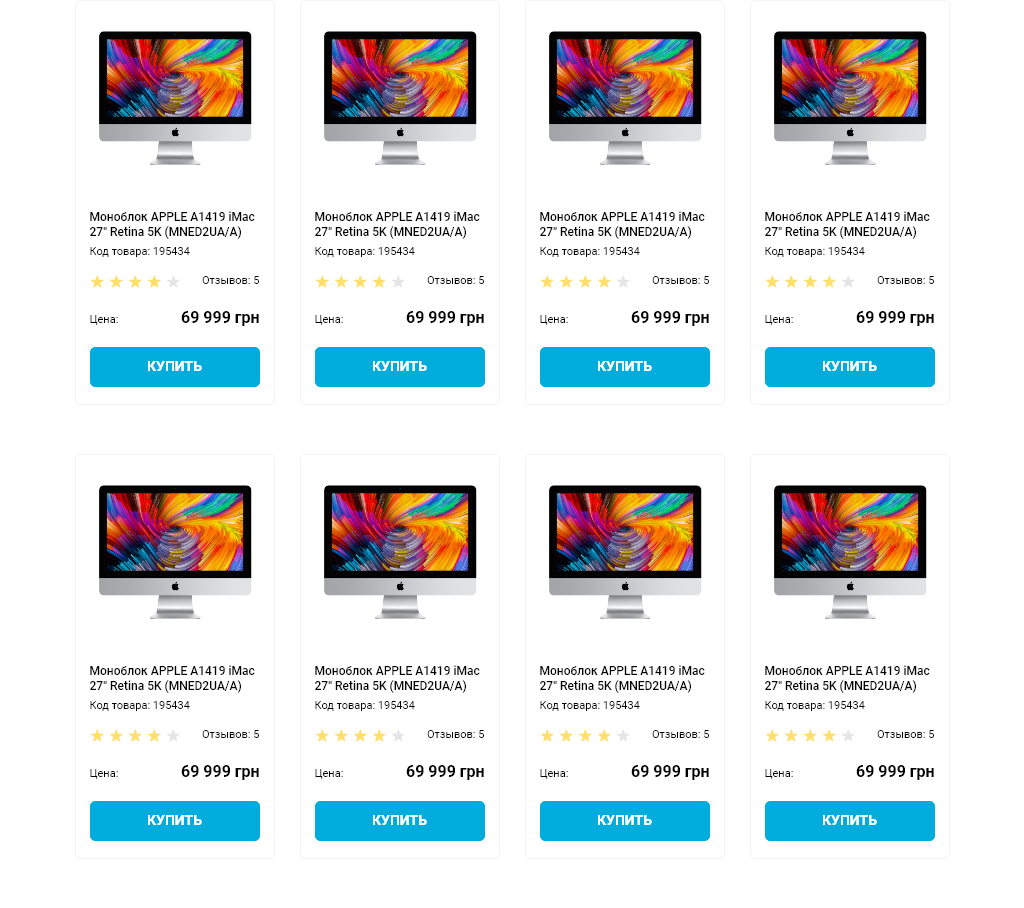 Моноблок APPLE A1419 iMac
27" Retina 5K (MNED2UA/A)
Код товара: 195434
Отзывов: 5
Цена: 69 999 грн
КУПИТЬ
Моноблок APPLE A1419 iMac
27" Retina 5K (MNED2UA/A)
Код товара: 195434
Отзывов: 5
Цена: 69 999 грн
КУПИТЬ
Моноблок APPLE A1419 iMac
27" Retina 5K (MNED2UA/A)
Код товара: 195434
Отзывов: 5
Цена: 69 999 грн
КУПИТЬ
Моноблок APPLE A1419 iMac
27" Retina 5K (MNED2UA/A)
Код товара: 195434
Отзывов: 5
Цена: 69 999 грн
КУПИТЬ
Моноблок APPLE A1419 iMac
27" Retina 5K (MNED2UA/A)
Код товара: 195434
Отзывов: 5
Цена: 69 999 грн
КУПИТЬ
Моноблок APPLE A1419 iMac
27" Retina 5K (MNED2UA/A)
Код товара: 195434
Отзывов: 5
Цена: 69 999 грн
КУПИТЬ
Моноблок APPLE A1419 iMac
27" Retina 5K (MNED2UA/A)
Код товара: 195434
Отзывов: 5
Цена: 69 999 грн
КУПИТЬ
Моноблок APPLE A1419 iMac
27" Retina 5K (MNED2UA/A)
Код товара: 195434
Отзывов: 5
Цена: 69 999 грн
КУПИТЬ